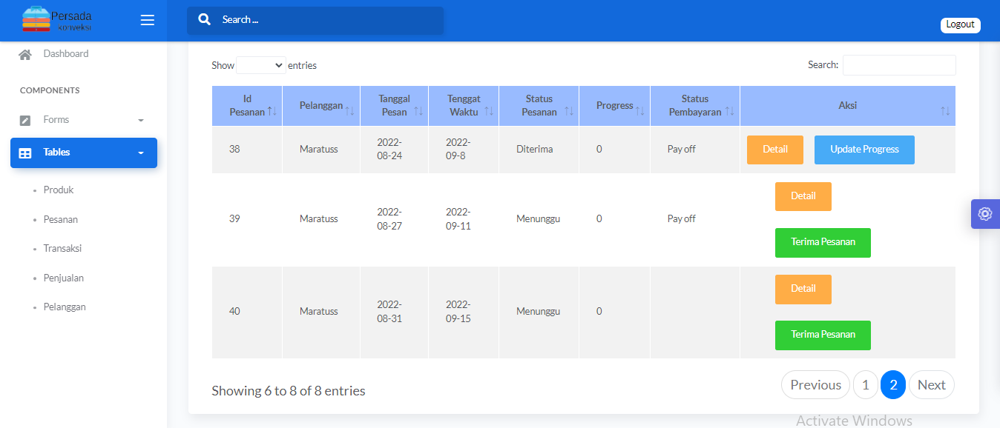 Persada
konveksi
Search ...
Logout
Dashboard
COMPONENTS
Forms
Tables
Produk
Pesanan
Transaksi
Penjualan
Pelanggan
Show entries
Search:
Id Pesanan Pelanggan Tanggal Pesan Tenggat Waktu Status Pesanan Progress Status Pembayaran Aksi
38 Maratuss 2022-08-24 2022-09-8 Diterima 0 Pay off Detail Update Progress
39 Maratuss 2022-08-27 2022-09-11 Menunggu 0 Pay off Detail
Terima Pesanan
40 Maratuss 2022-08-31 2022-09-15 Menunggu 0 Detail
Terima Pesanan
Showing 6 to 8 of 8 entries
Previous 1 2 Next
Activate Windows